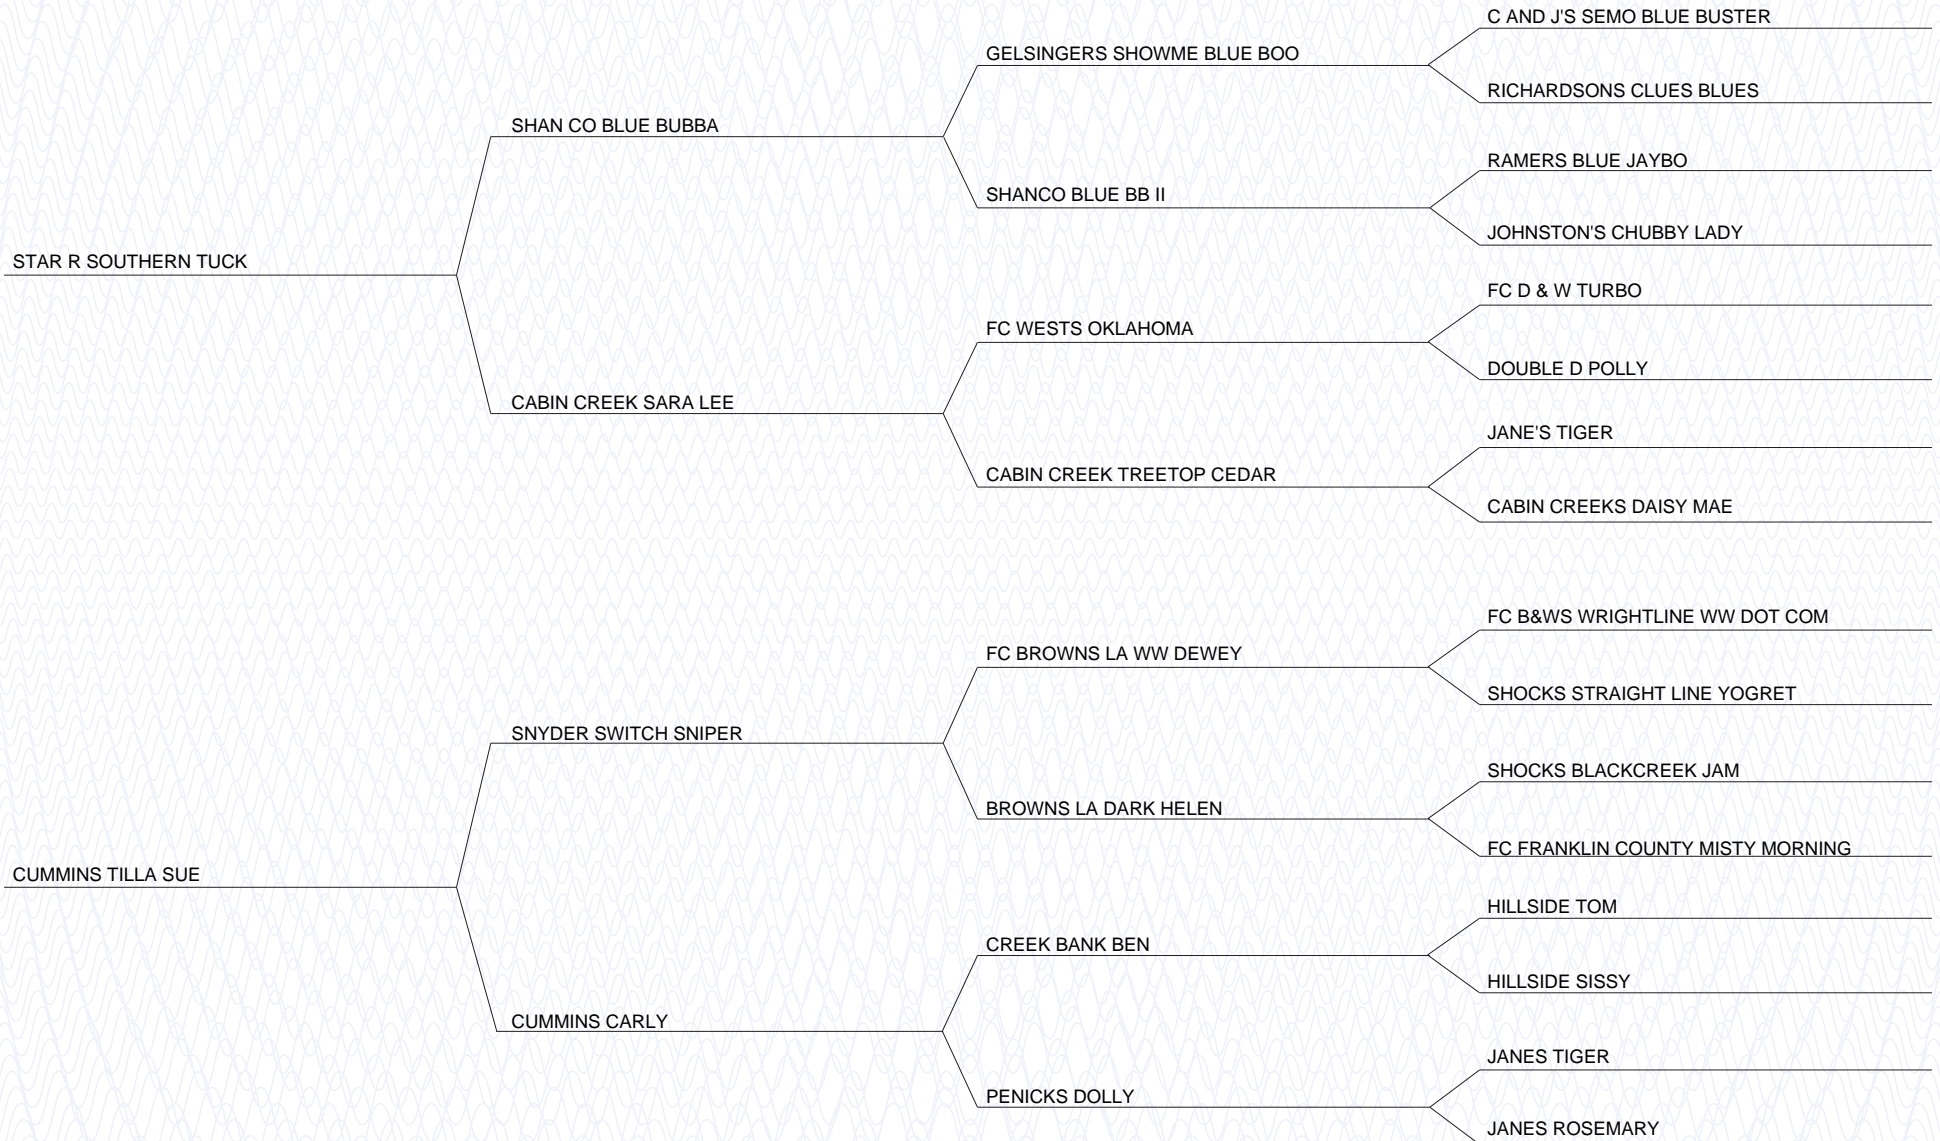 C AND J'S SEMO BLUE BUSTER
GELSINGERS SHOWME BLUE BOO
RICHARDSONS CLUES BLUES
SHAN CO BLUE BUBBA
RAMERS BLUE JAYBO
SHANCO BLUE BB II
JOHNSTON'S CHUBBY LADY
STAR R SOUTHERN TUCK
FC D & W TURBO
FC WESTS OKLAHOMA
DOUBLE D POLLY
CABIN CREEK SARA LEE
JANE'S TIGER
CABIN CREEK TREETOP CEDAR
CABIN CREEKS DAISY MAE
FC B&WS WRIGHTLINE WW DOT COM
FC BROWNS LA WW DEWEY
SHOCKS STRAIGHT LINE YOGRET
SNYDER SWITCH SNIPER
SHOCKS BLACKCREEK JAM
BROWNS LA DARK HELEN
FC FRANKLIN COUNTY MISTY MORNING
CUMMINS TILLA SUE
HILLSIDE TOM
CREEK BANK BEN
HILLSIDE SISSY
CUMMINS CARLY
JANES TIGER
PENICKS DOLLY
JANES ROSEMARY